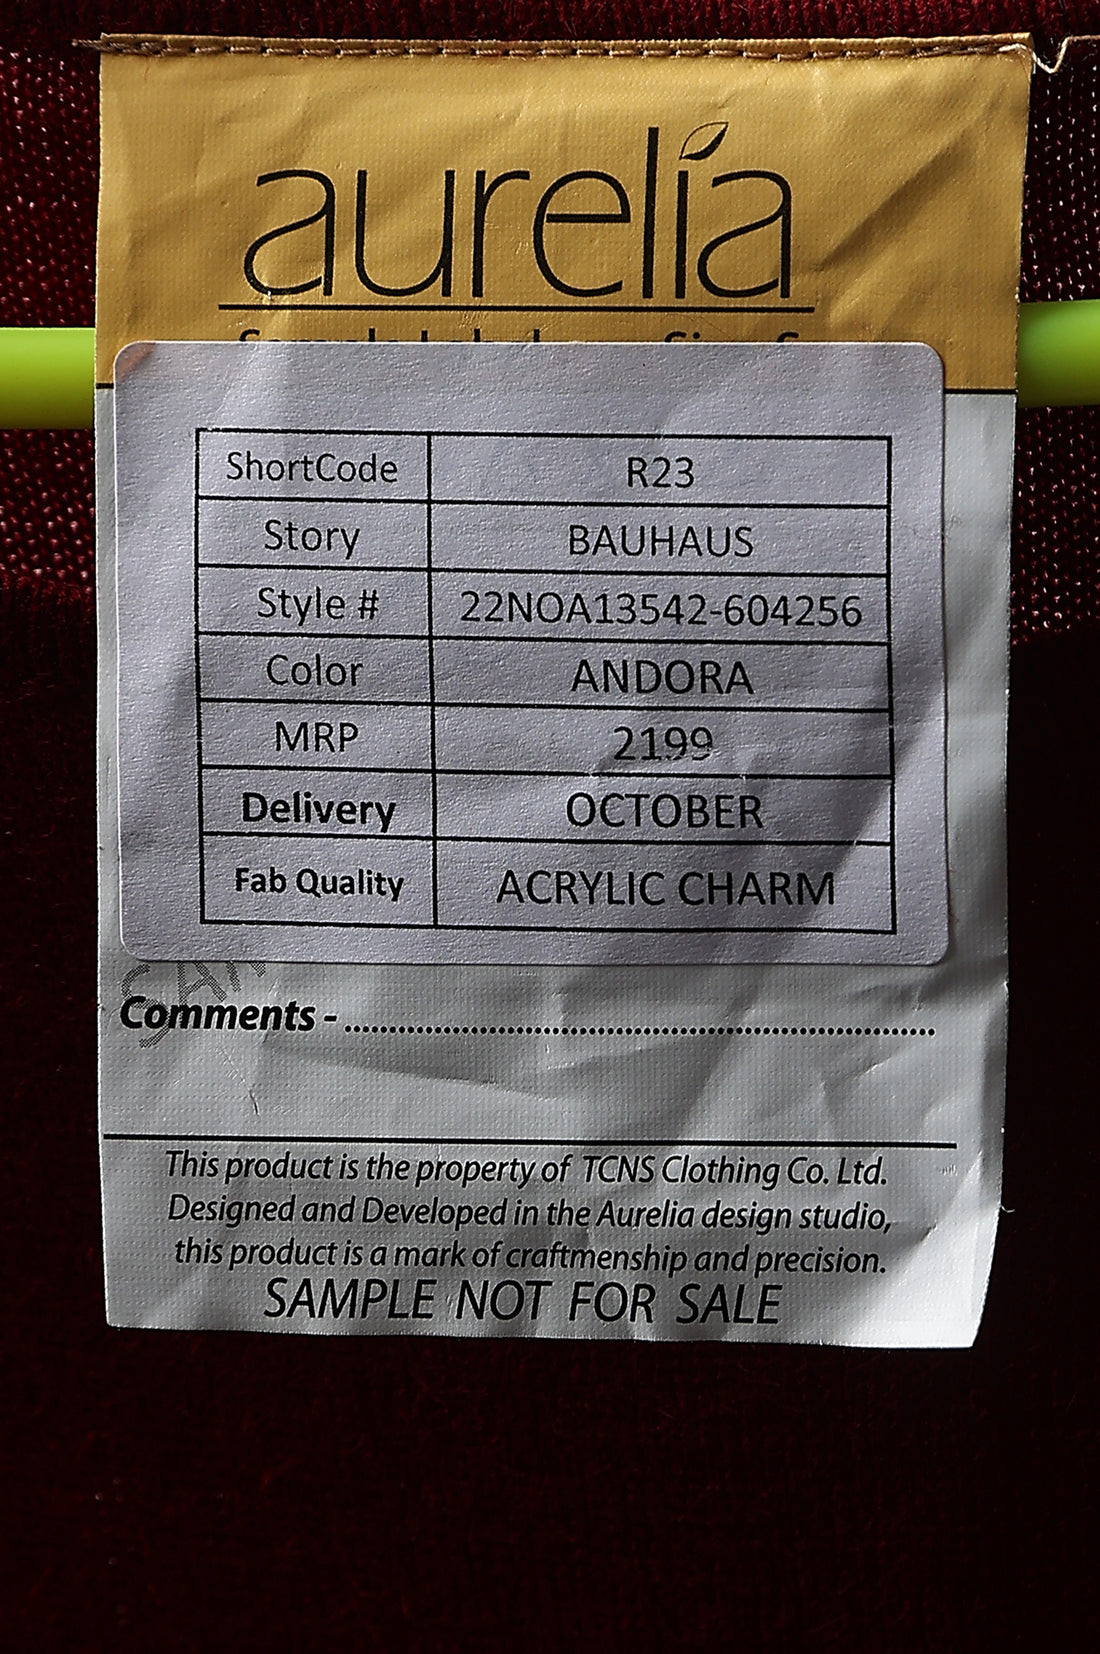 aurelia
ShortCode R23
Story BAUHAUS
Style # 22NOA13542-604256
Color ANDORA
MRP 2199
Delivery OCTOBER
Fab Quality ACRYLIC CHARM
Comments - ..........................................................................
This product is the property of TCNS Clothing Co. Ltd.
Designed and Developed in the Aurelia design studio,
this product is a mark of craftmenship and precision.
SAMPLE NOT FOR SALE